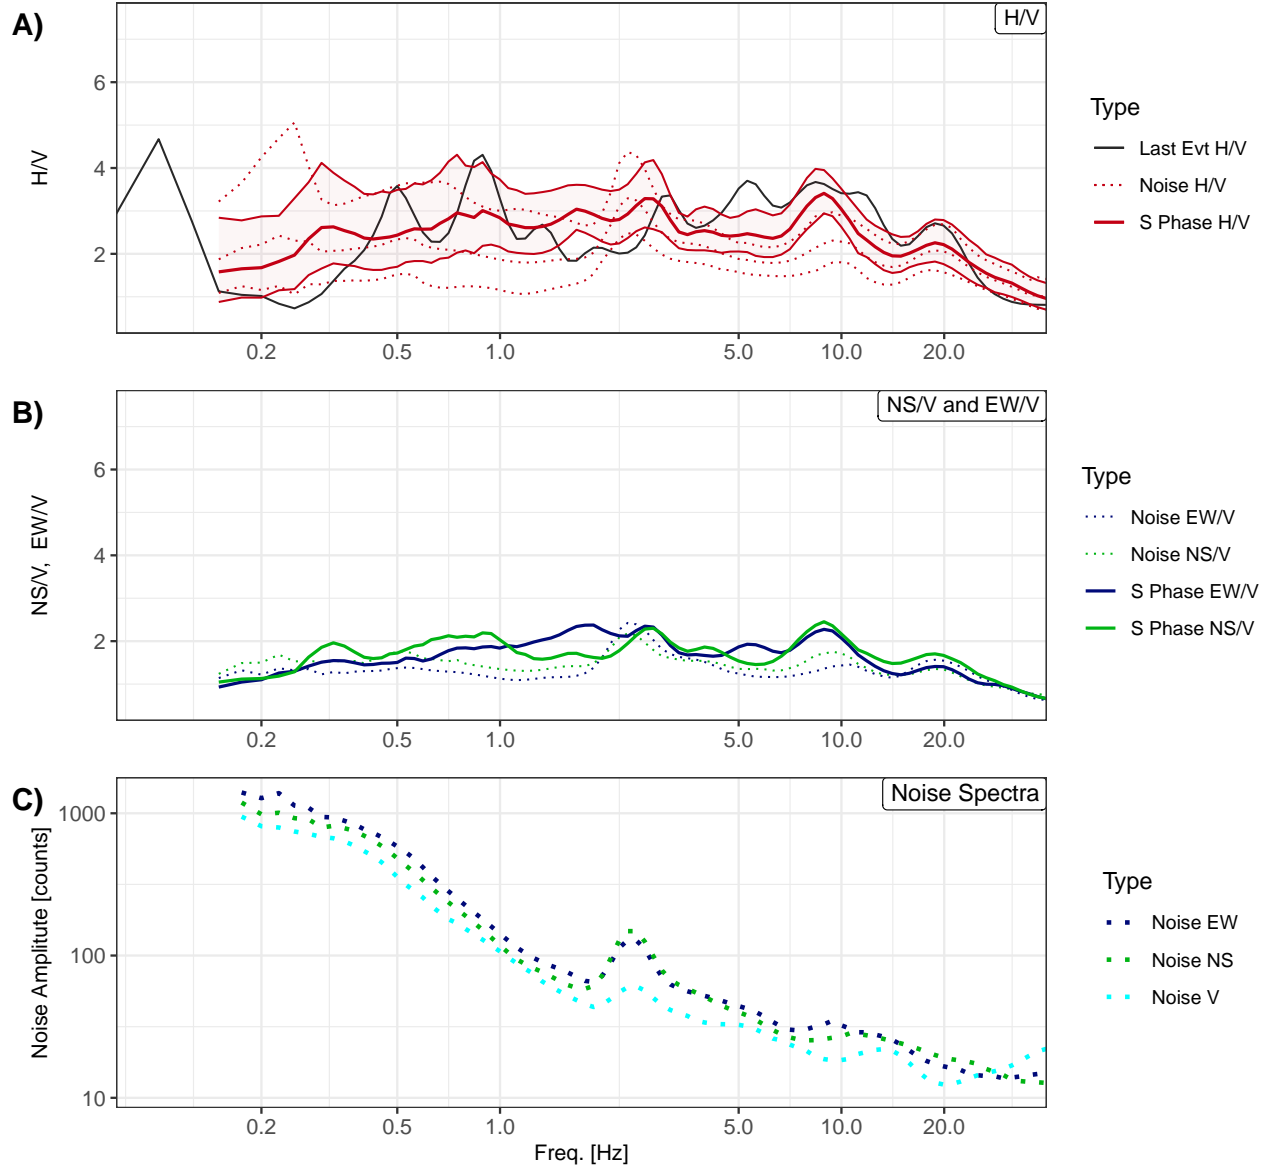 A)
H/V
H/V
6
4
2
0.2 0.5 1.0 5.0 10.0 20.0
Type
Last Evt H/V
Noise H/V
S Phase H/V
B)
NS/V and EW/V
NS/V, EW/V
6
4
2
0.2 0.5 1.0 5.0 10.0 20.0
Type
Noise EW/V
Noise NS/V
S Phase EW/V
S Phase NS/V
C)
Noise Spectra
Noise Amplitute [counts]
1000
100
10
0.2 0.5 1.0 5.0 10.0 20.0
Freq. [Hz]
Type
Noise EW
Noise NS
Noise V